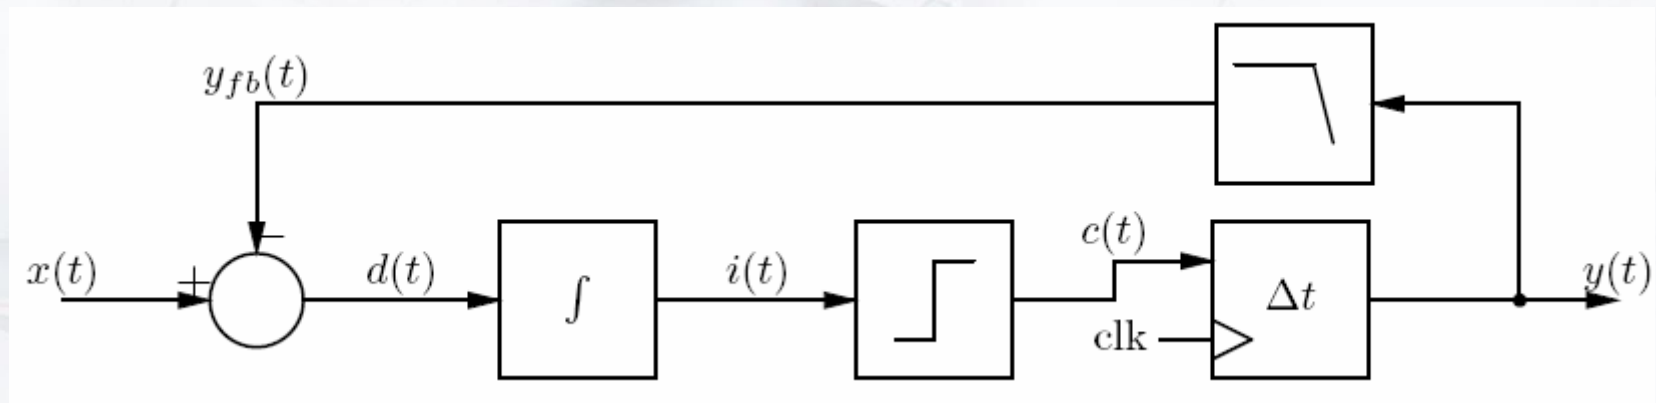 y_{fb}(t)
x(t)
+
−
d(t)
∫
i(t)
c(t)
clk
Δt
y(t)